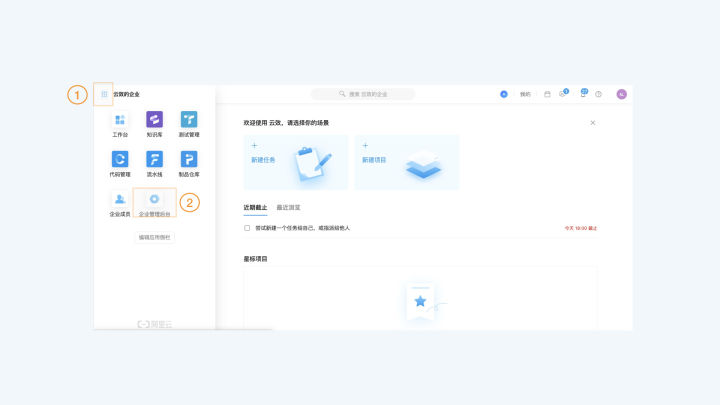 ①
云效的企业
搜索 云效的企业
我的
工作台
知识库
测试管理
代码管理
流水线
制品仓库
企业成员
企业管理后台
②
编辑应用侧栏
阿里云
欢迎使用 云效，请选择你的场景
新建任务
新建项目
近期截止
最近浏览
尝试新建一个任务给自己，或指派给他人
今天 18:00 截止
星标项目